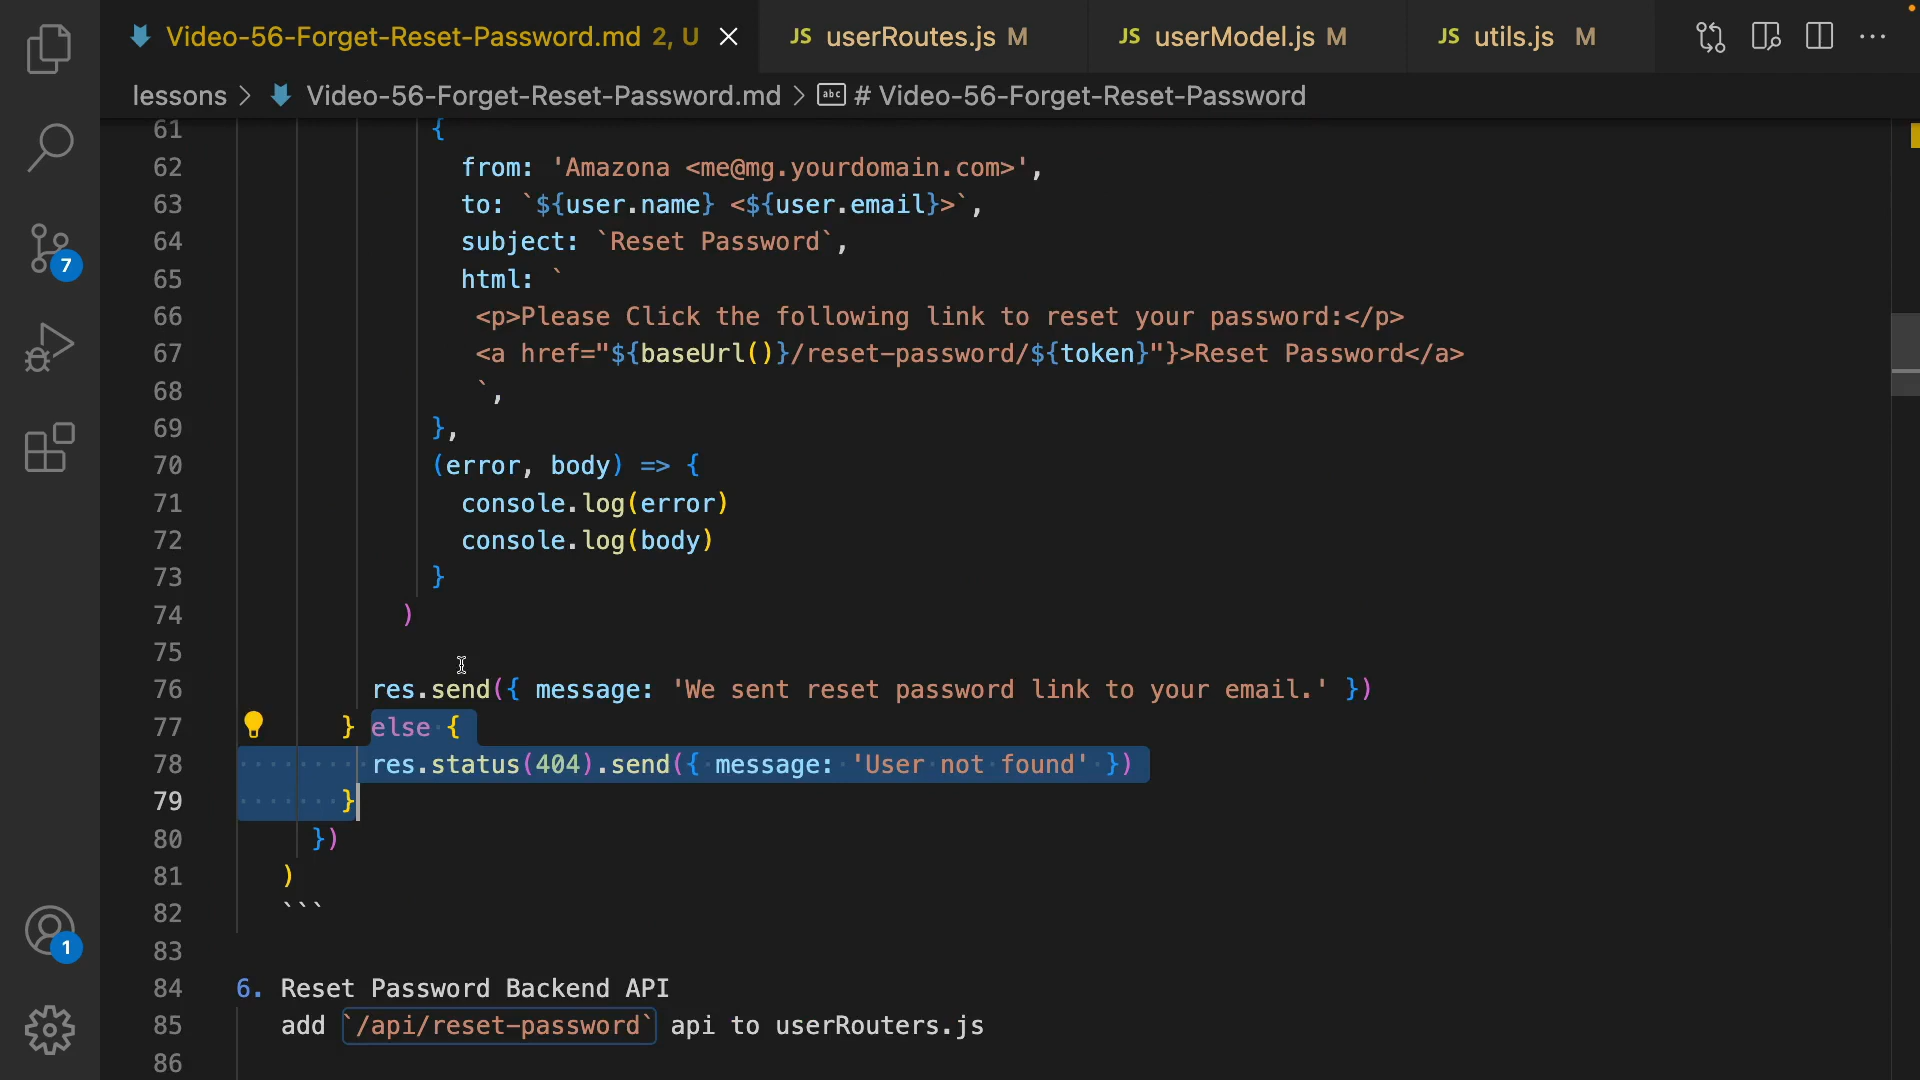 Video-56-Forget-Reset-Password.md 2, U JS userRoutes.js M JS userModel.js M JS utils.js M
lessons > Video-56-Forget-Reset-Password.md > abc # Video-56-Forget-Reset-Password
61 {
62 from: 'Amazona <me@mg.yourdomain.com>',
63 to: `${user.name} <${user.email}>`,
64 subject: `Reset Password`,
65 html: `
66 <p>Please Click the following link to reset your password:</p>
67 <a href="${baseUrl()}/reset-password/${token}"}>Reset Password</a>
68 `,
69 },
70 (error, body) => {
71 console.log(error)
72 console.log(body)
73 }
74 )
75
76 res.send({ message: 'We sent reset password link to your email.' })
77 } else {
78 res.status(404).send({ message: 'User not found' })
79 }
80 })
81 )
82 ```
83
84 6. Reset Password Backend API
85 add `/api/reset-password` api to userRouters.js
86
7
1